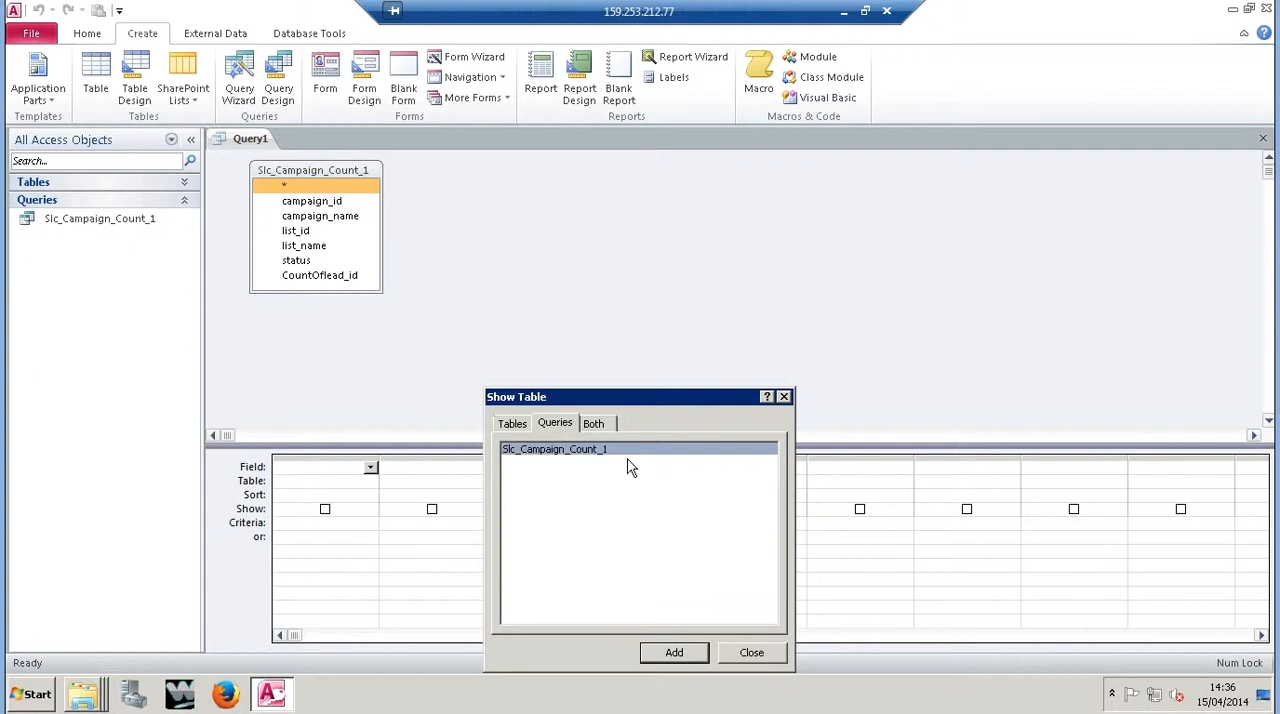 159.253.212.77
File
Home
Create
External Data
Database Tools
Application Parts
Table
Table Design
SharePoint Lists
Query Wizard
Query Design
Form
Form Design
Blank Form
Form Wizard
Navigation
More Forms
Report
Report Design
Blank Report
Report Wizard
Labels
Macro
Module
Class Module
Visual Basic
Templates
Tables
Queries
Forms
Reports
Macros & Code
All Access Objects
Search...
Tables
Queries
Slc_Campaign_Count_1
Query1
Slc_Campaign_Count_1
*
campaign_id
campaign_name
list_id
list_name
status
CountOflead_id
Show Table
Tables
Queries
Both
Slc_Campaign_Count_1
Add
Close
Field:
Table:
Sort:
Show:
Criteria:
or:
Ready
Num Lock
Start
14:36
15/04/2014